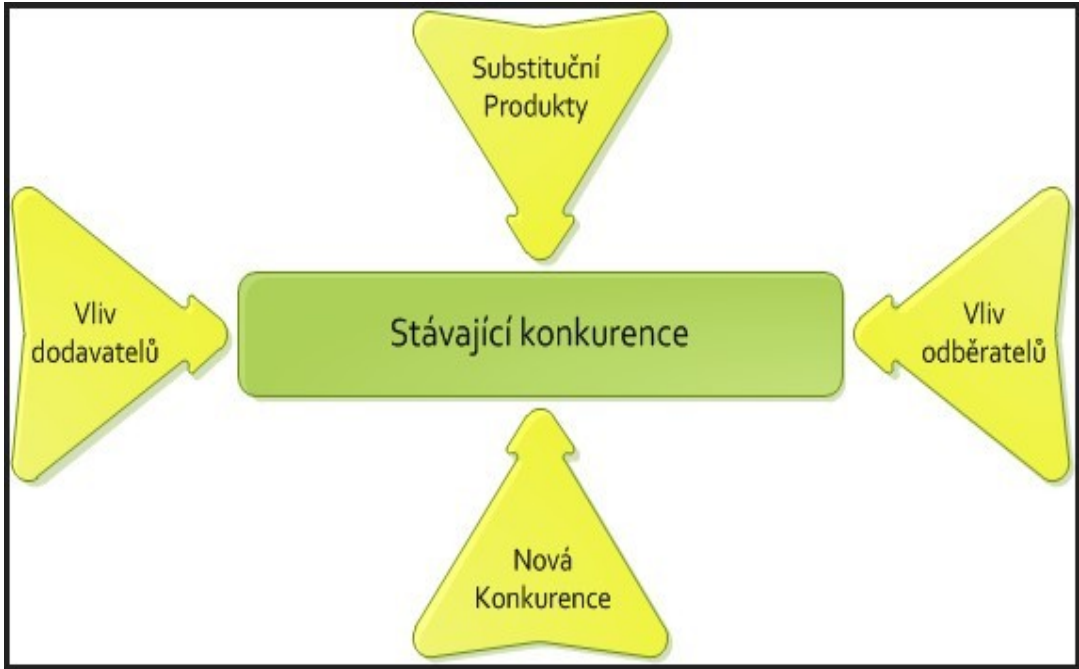 Substituční
Produkty
Vliv
dodavatelů
Stávající konkurence
Vliv
odběratelů
Nová
Konkurence